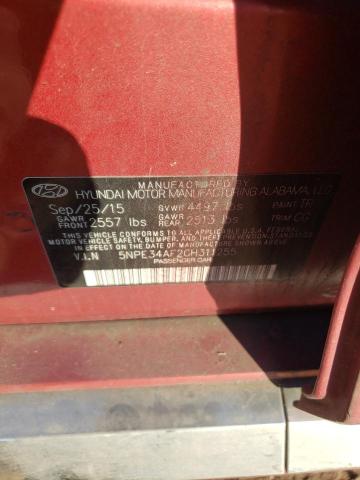 MANUFACTURED BY
HYUNDAI MOTOR MANUFACTURING ALABAMA, LLC
Sep/25/15 GVWR 4497 lbs PAINT TR
GAWR FRONT 2557 lbs GAWR REAR 2513 lbs TRIM CG
THIS VEHICLE CONFORMS TO ALL APPLICABLE U.S.A. FEDERAL
MOTOR VEHICLE SAFETY, BUMPER, AND THEFT PREVENTION STANDARDS
IN EFFECT ON THE DATE OF MANUFACTURE SHOWN ABOVE.
V.I.N 5NPE34AF2GH311255
PASSENGER CAR